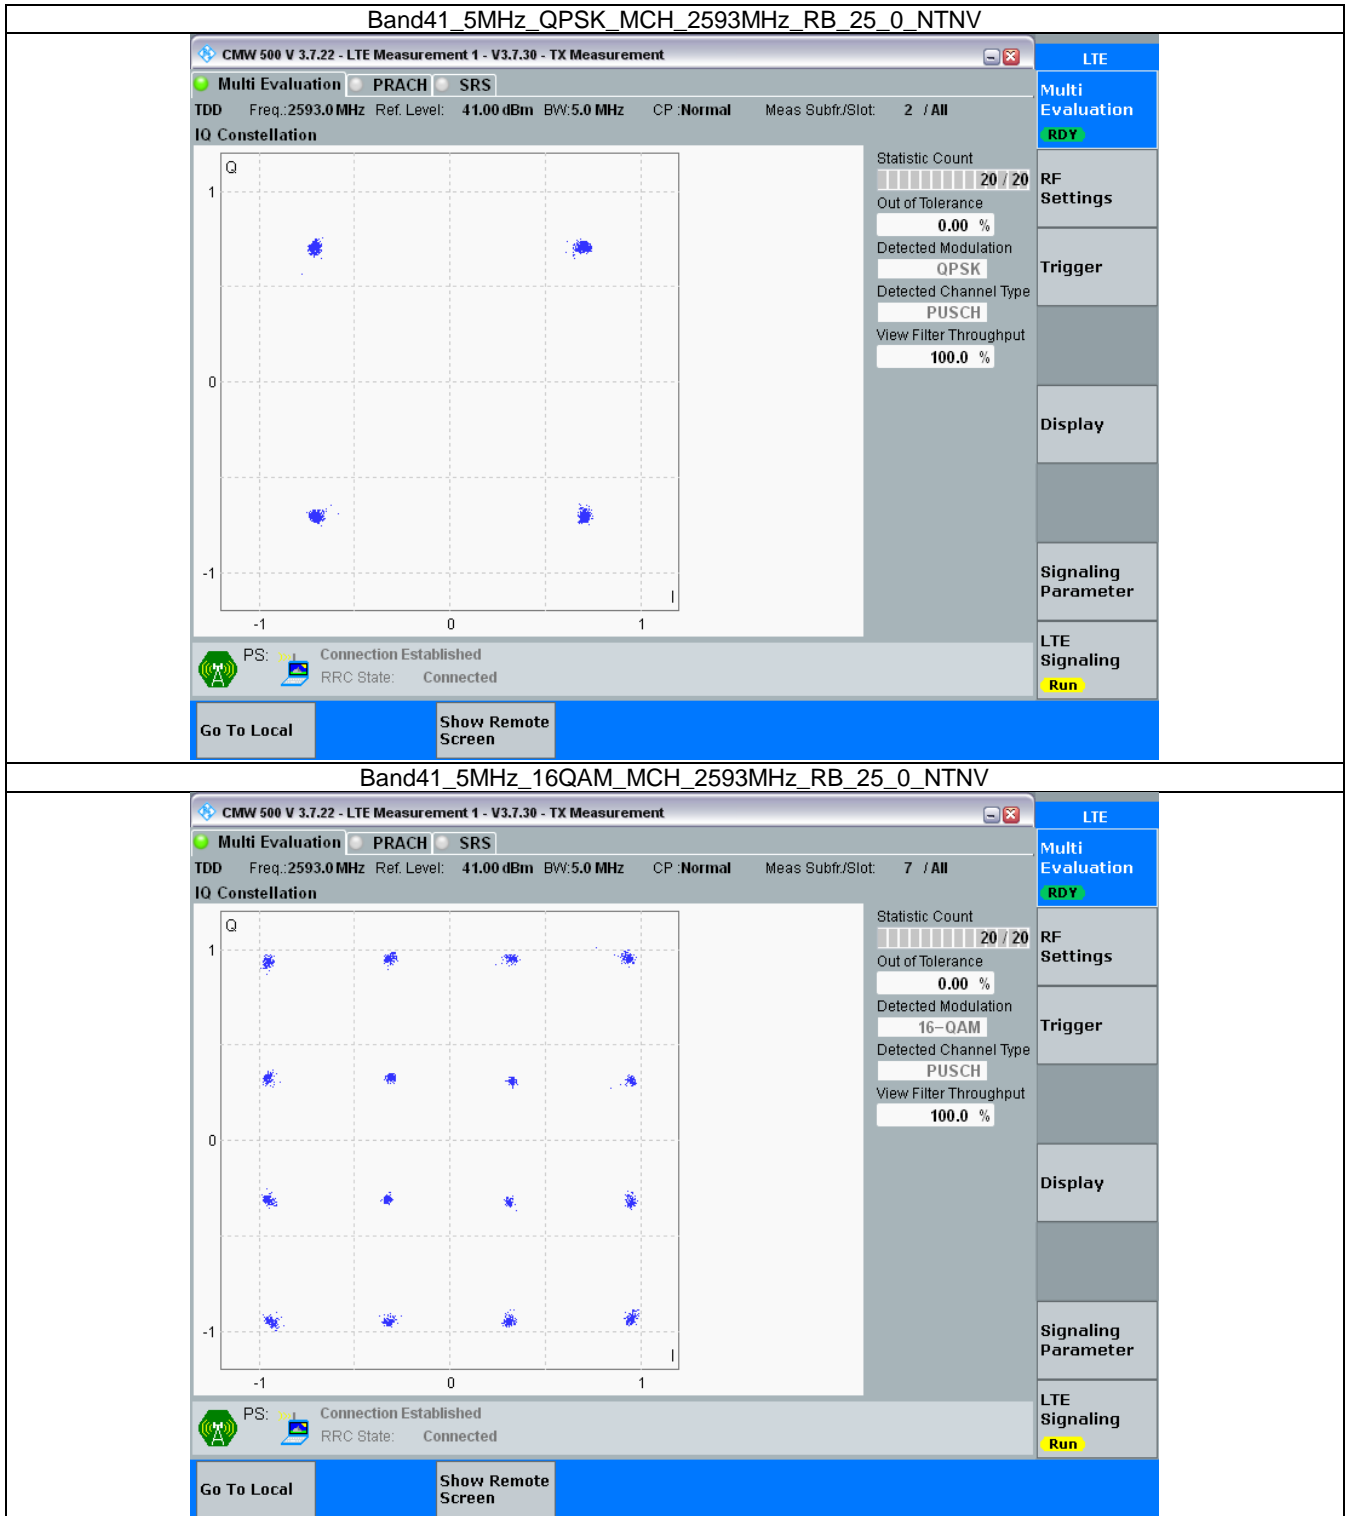 Band41_5MHz_QPSK_MCH_2593MHz_RB_25_0_NTNV
CMW 500 V 3.7.22 - LTE Measurement 1 - V3.7.30 - TX Measurement
LTE
Multi Evaluation PRACH SRS
TDD Freq.:2593.0 MHz Ref. Level: 41.00 dBm BW:5.0 MHz CP :Normal Meas Subfr./Slot: 2 / All
IQ Constellation
Q
1
0
-1
I
-1 0 1
Statistic Count
20 / 20
Out of Tolerance
0.00 %
Detected Modulation
QPSK
Detected Channel Type
PUSCH
View Filter Throughput
100.0 %
Multi
Evaluation
RDY
RF
Settings
Trigger
Display
Signaling
Parameter
LTE
Signaling
Run
PS: Connection Established
RRC State: Connected
Go To Local
Show Remote
Screen
Band41_5MHz_16QAM_MCH_2593MHz_RB_25_0_NTNV
CMW 500 V 3.7.22 - LTE Measurement 1 - V3.7.30 - TX Measurement
LTE
Multi Evaluation PRACH SRS
TDD Freq.:2593.0 MHz Ref. Level: 41.00 dBm BW:5.0 MHz CP :Normal Meas Subfr./Slot: 7 / All
IQ Constellation
Q
1
0
-1
I
-1 0 1
Statistic Count
20 / 20
Out of Tolerance
0.00 %
Detected Modulation
16-QAM
Detected Channel Type
PUSCH
View Filter Throughput
100.0 %
Multi
Evaluation
RDY
RF
Settings
Trigger
Display
Signaling
Parameter
LTE
Signaling
Run
PS: Connection Established
RRC State: Connected
Go To Local
Show Remote
Screen